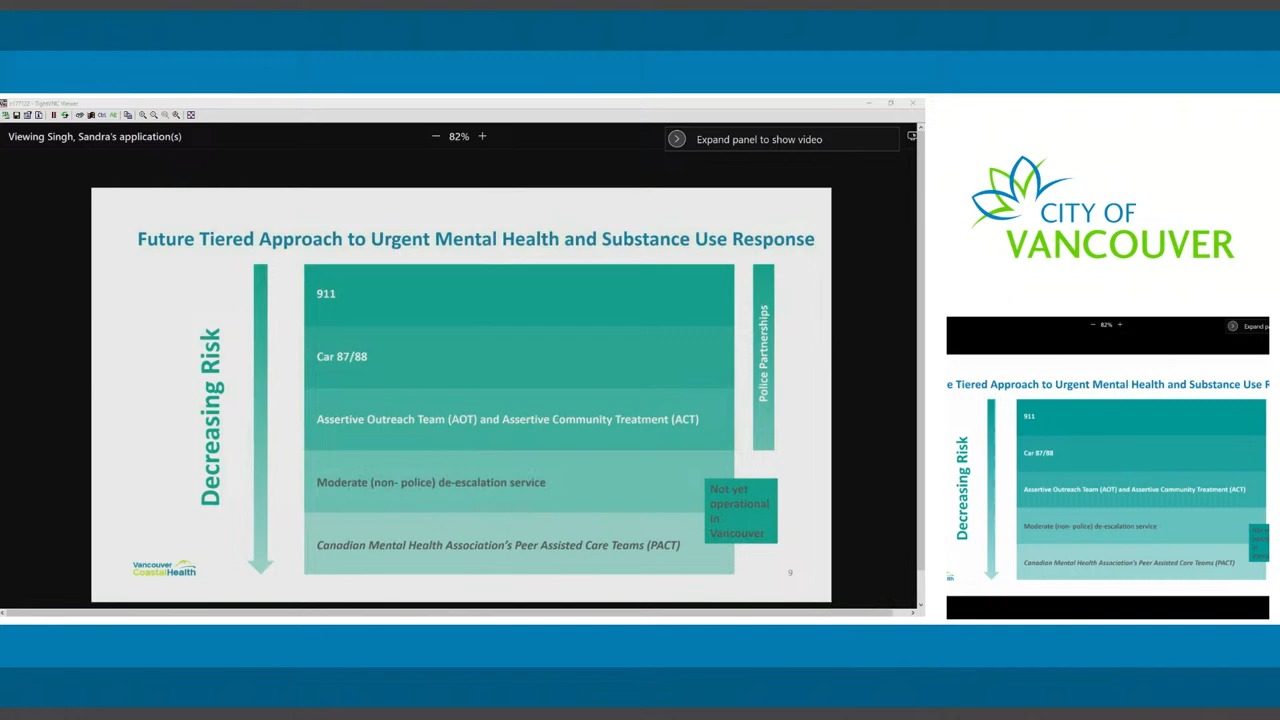 TightVNC Viewer
Viewing Singh, Sandra's application(s)
82%
Expand panel to show video
Future Tiered Approach to Urgent Mental Health and Substance Use Response
Decreasing Risk
911
Car 87/88
Assertive Outreach Team (AOT) and Assertive Community Treatment (ACT)
Moderate (non- police) de-escalation service
Canadian Mental Health Association's Peer Assisted Care Teams (PACT)
Police Partnerships
Not yet
operational
in
Vancouver
Vancouver
CoastalHealth
9
CITY OF
VANCOUVER
82%
Expand
e Tiered Approach to Urgent Mental Health and Substance Use R
Decreasing Risk
911
Car 87/88
Assertive Outreach Team (AOT) and Assertive Community Treatment (ACT)
Moderate (non- police) de-escalation service
Canadian Mental Health Association's Peer Assisted Care Teams (PACT)